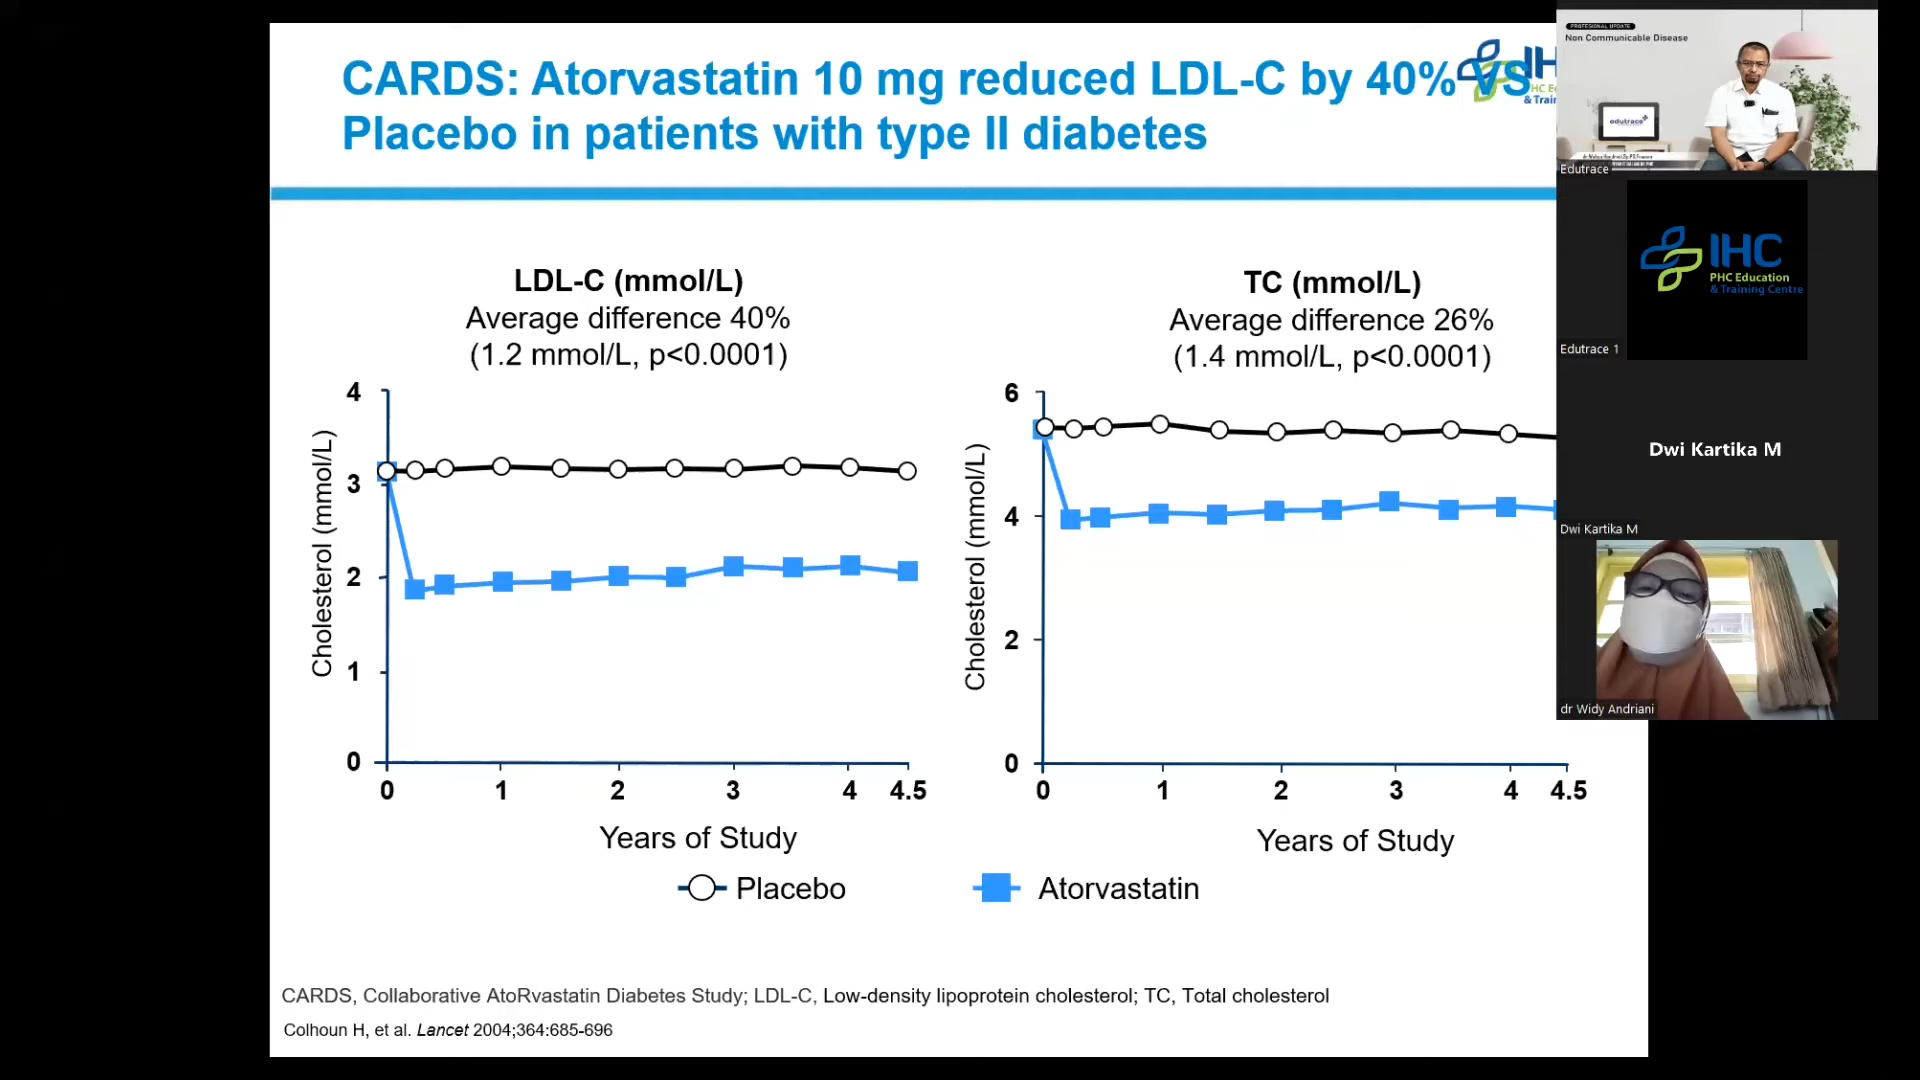 CARDS: Atorvastatin 10 mg reduced LDL-C by 40% VS
Placebo in patients with type II diabetes
LDL-C (mmol/L)
Average difference 40%
(1.2 mmol/L, p<0.0001)
Cholesterol (mmol/L)
4
3
2
1
0
0 1 2 3 4 4.5
Years of Study
TC (mmol/L)
Average difference 26%
(1.4 mmol/L, p<0.0001)
Cholesterol (mmol/L)
6
4
2
0
0 1 2 3 4 4.5
Years of Study
Placebo
Atorvastatin
CARDS, Collaborative AtoRvastatin Diabetes Study; LDL-C, Low-density lipoprotein cholesterol; TC, Total cholesterol
Colhoun H, et al. Lancet 2004;364:685-696
PROFESIONAL UPDATE
Non Communicable Disease
edutrace
Edutrace
IHC
PHC Education
& Training Centre
Edutrace 1
Dwi Kartika M
Dwi Kartika M
dr Widy Andriani